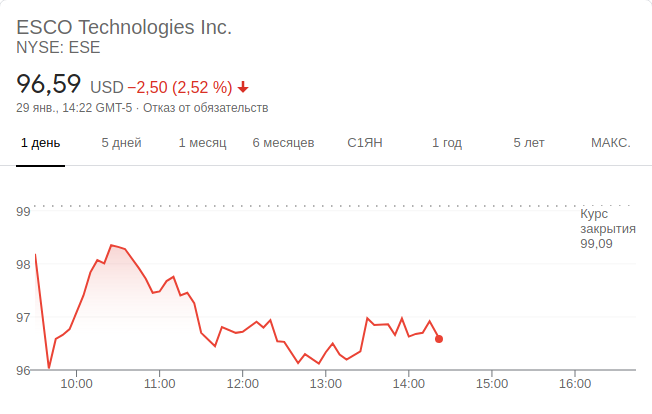 ESCO Technologies Inc.
NYSE: ESE
96,59 USD −2,50 (2,52 %)
29 янв., 14:22 GMT-5 · Отказ от обязательств
1 день 5 дней 1 месяц 6 месяцев С1ЯН 1 год 5 лет МАКС.
99
Курс
закрытия
99,09
98
97
96
10:00 11:00 12:00 13:00 14:00 15:00 16:00